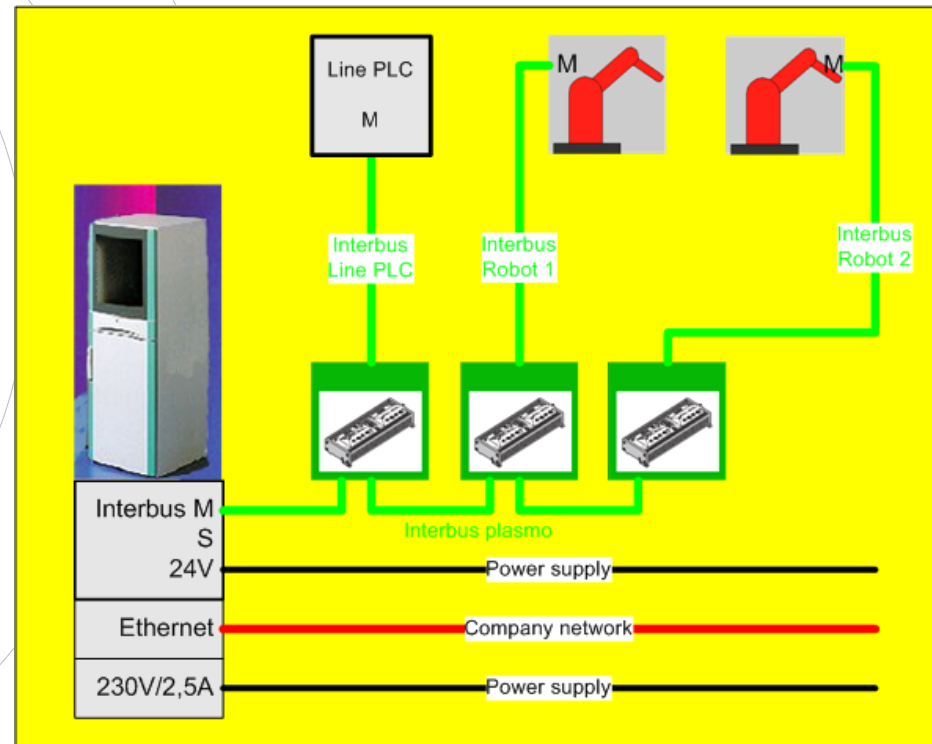 Line PLC
M
M
M
Interbus
Line PLC
Interbus
Robot 1
Interbus
Robot 2
Interbus M
S
24V
Interbus plasmo
Power supply
Ethernet
Company network
230V/2,5A
Power supply